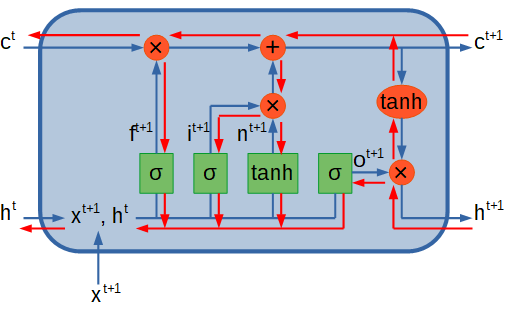 c^t × + c^t+1
tanh
×
f^t+1 i^t+1 n^t+1 o^t+1
σ σ tanh σ ×
h^t x^t+1, h^t h^t+1
x^t+1